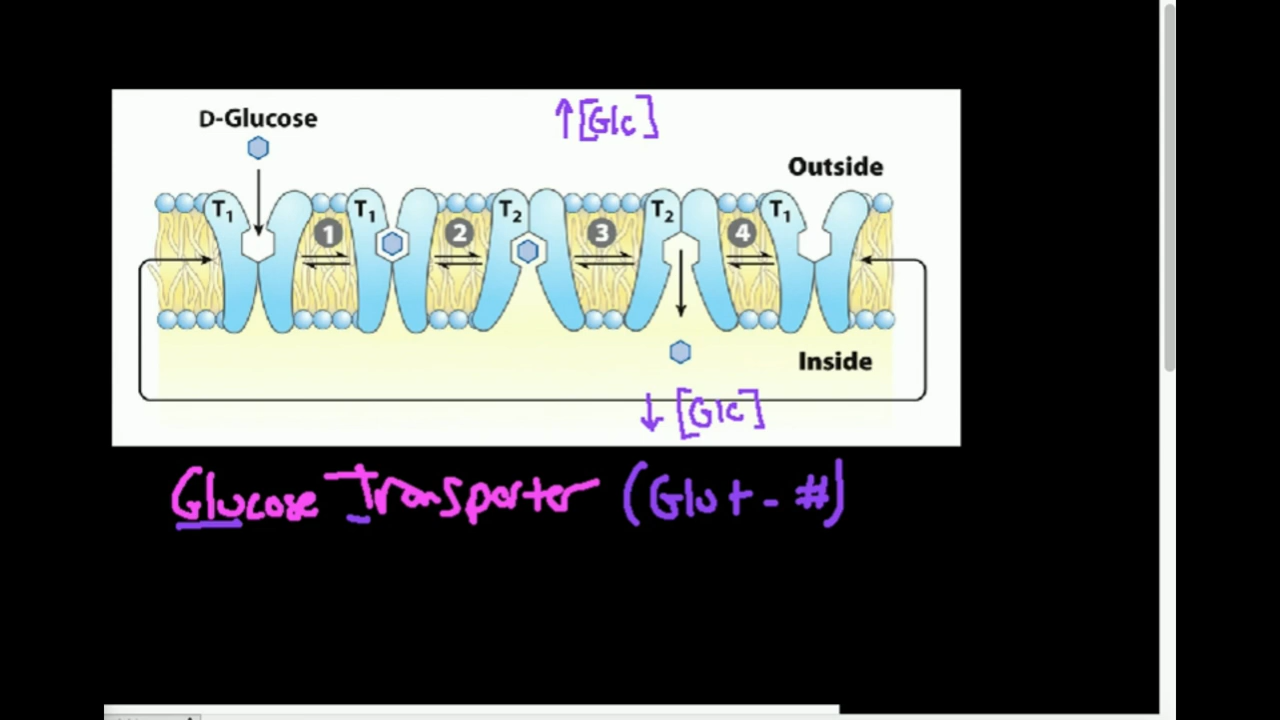 ↑[Glc]
D-Glucose
Outside
T₁ T₁ T₂ T₂ T₁
1 2 3 4
Inside
↓ [Glc]
Glucose Transporter (Glut - #)